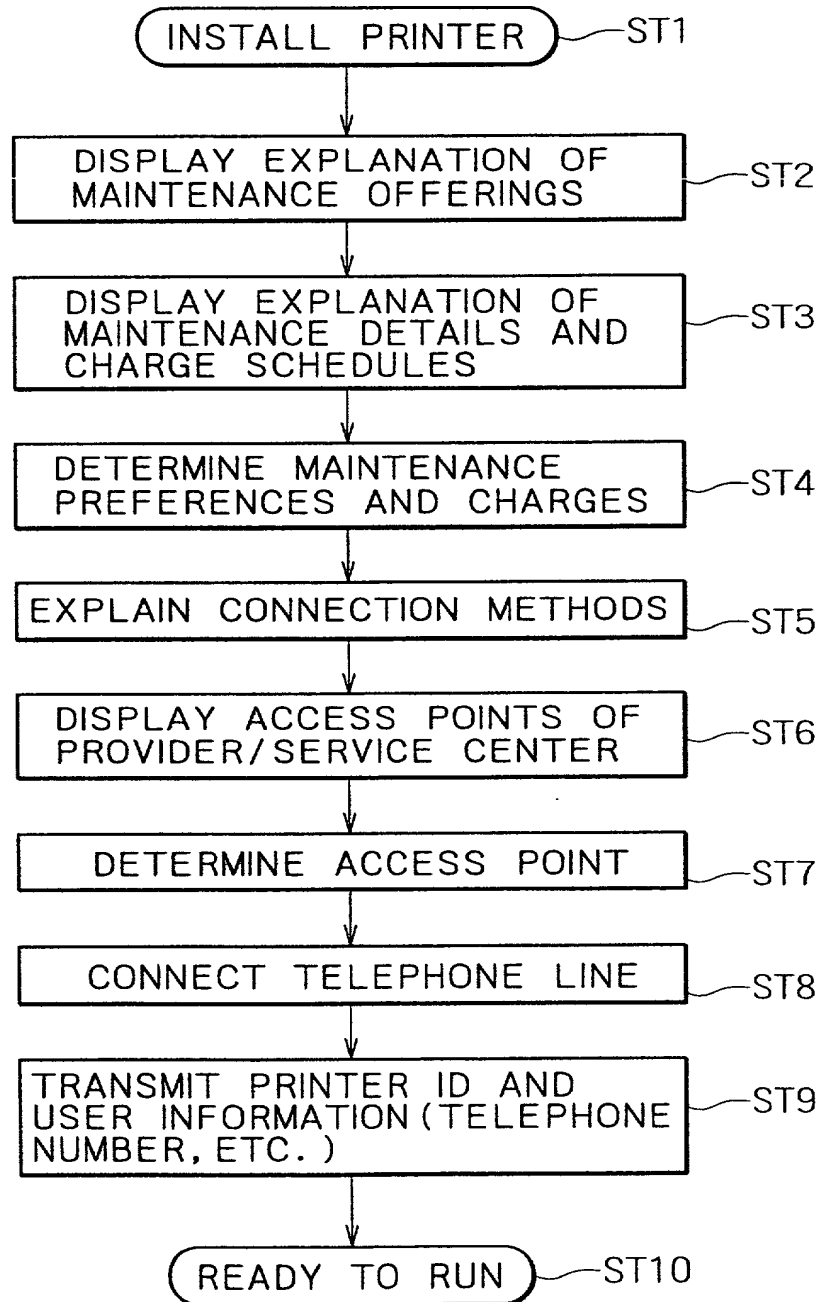 INSTALL PRINTER
ST1
DISPLAY EXPLANATION OF
MAINTENANCE OFFERINGS
ST2
DISPLAY EXPLANATION OF
MAINTENANCE DETAILS AND
CHARGE SCHEDULES
ST3
DETERMINE MAINTENANCE
PREFERENCES AND CHARGES
ST4
EXPLAIN CONNECTION METHODS
ST5
DISPLAY ACCESS POINTS OF
PROVIDER/SERVICE CENTER
ST6
DETERMINE ACCESS POINT
ST7
CONNECT TELEPHONE LINE
ST8
TRANSMIT PRINTER ID AND
USER INFORMATION (TELEPHONE
NUMBER, ETC.)
ST9
READY TO RUN
ST10